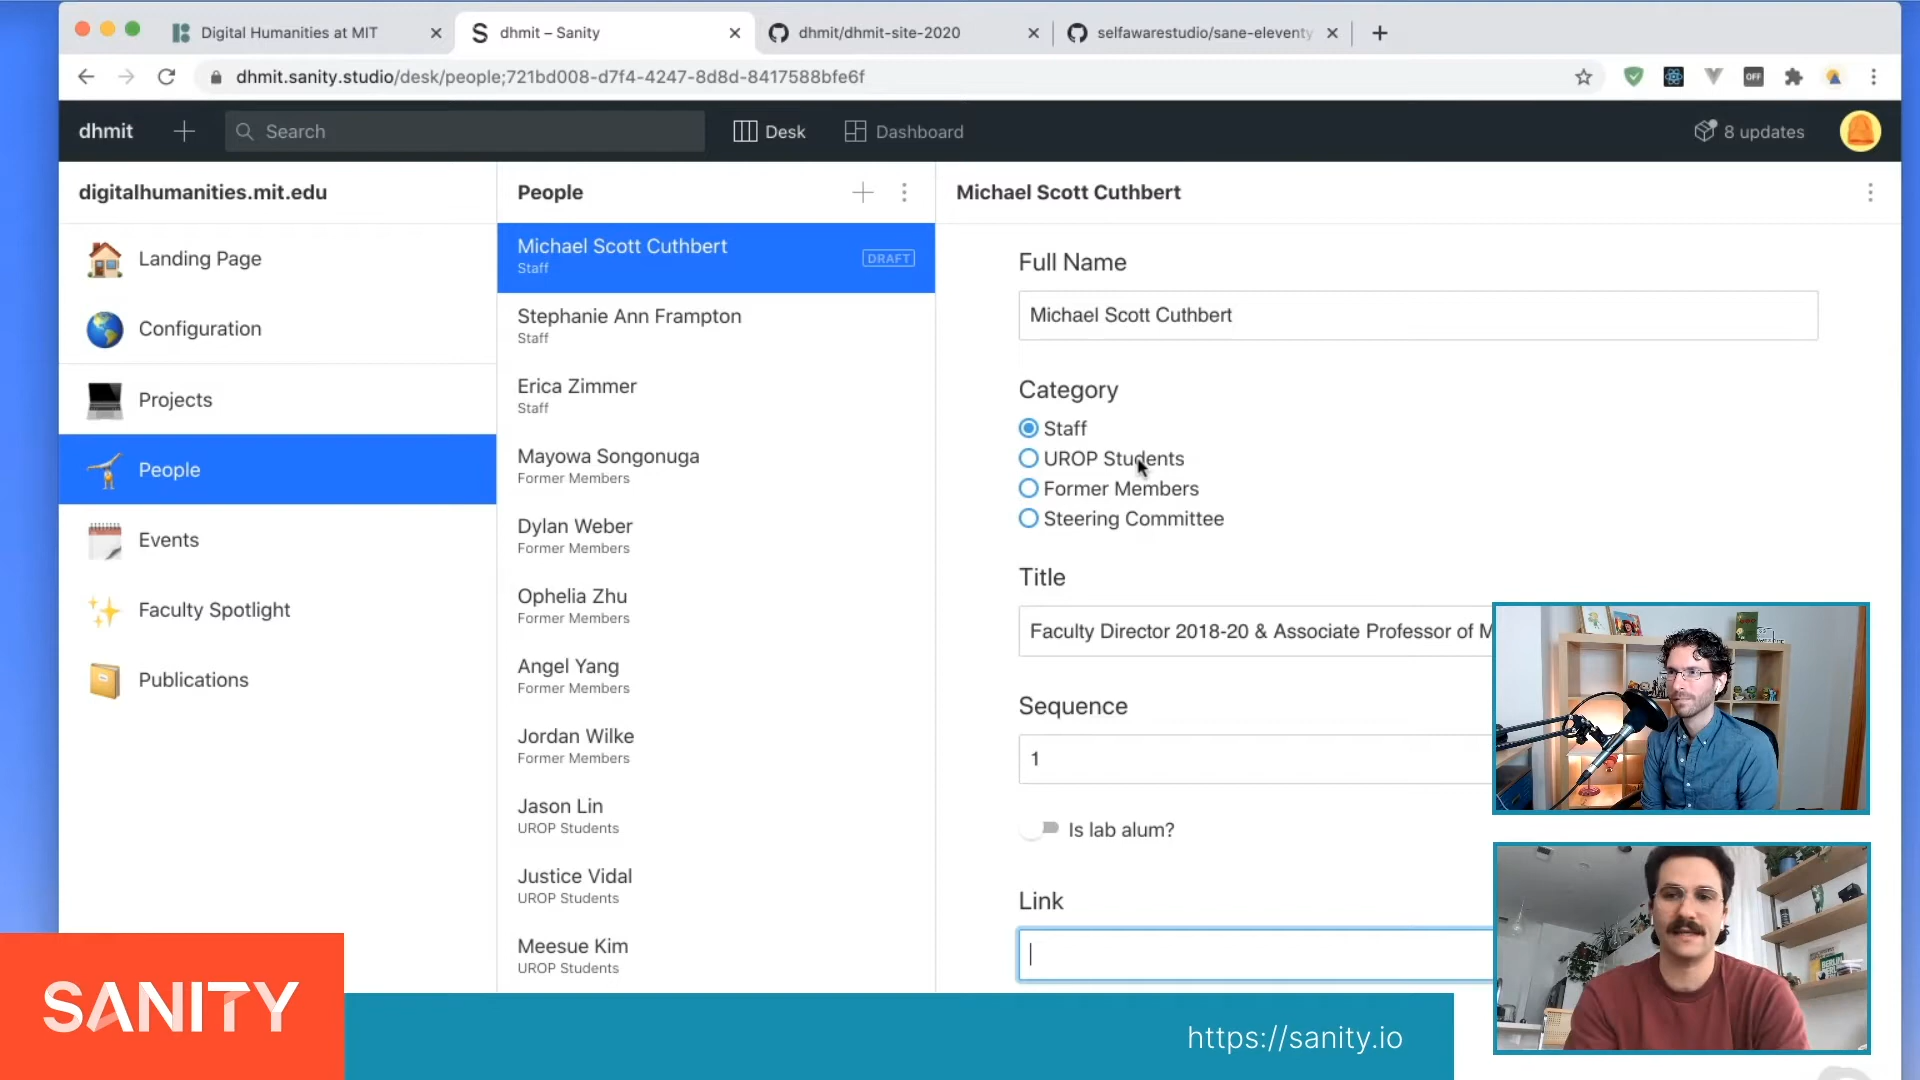 Digital Humanities at MIT
dhmit – Sanity
dhmit/dhmit-site-2020
selfawarestudio/sane-eleventy
dhmit.sanity.studio/desk/people;721bd008-d7f4-4247-8d8d-8417588bfe6f
OFF
dhmit
Search
Desk
Dashboard
8 updates
digitalhumanities.mit.edu
Landing Page
Configuration
Projects
People
Events
Faculty Spotlight
Publications
People
Michael Scott Cuthbert
Staff
DRAFT
Stephanie Ann Frampton
Staff
Erica Zimmer
Staff
Mayowa Songonuga
Former Members
Dylan Weber
Former Members
Ophelia Zhu
Former Members
Angel Yang
Former Members
Jordan Wilke
Former Members
Jason Lin
UROP Students
Justice Vidal
UROP Students
Meesue Kim
UROP Students
Michael Scott Cuthbert
Full Name
Michael Scott Cuthbert
Category
Staff
UROP Students
Former Members
Steering Committee
Title
Faculty Director 2018-20 & Associate Professor of M
Sequence
1
Is lab alum?
Link
SANITY
https://sanity.io